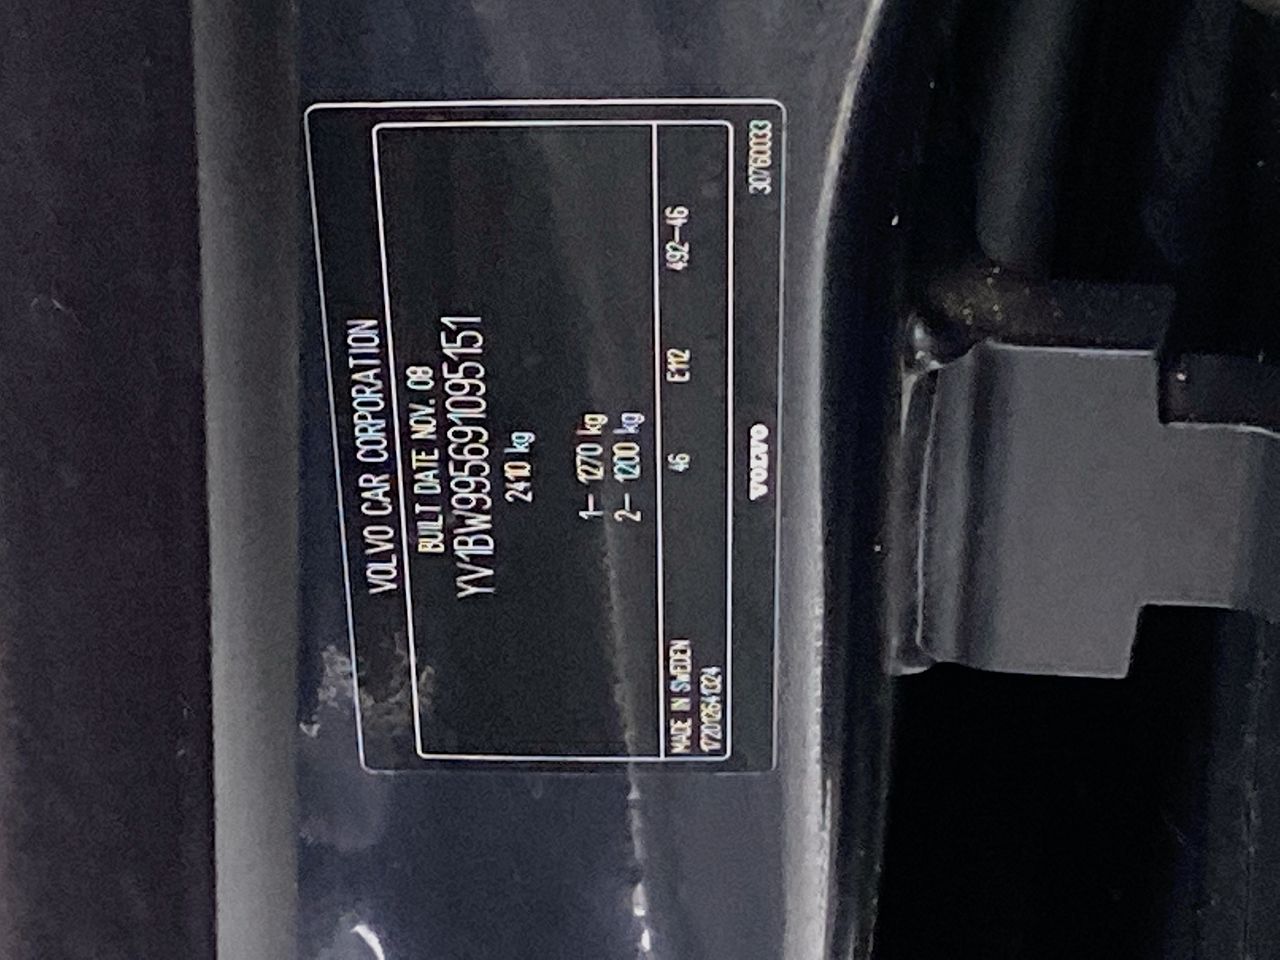 VOLVO CAR CORPORATION
BUILT DATE NOV. 08
YV1BW995691095151
2410 kg
1– 1270 kg
2– 1200 kg
MADE IN SWEDEN 46 E112 492–46
172012641324
VOLVO 30760033